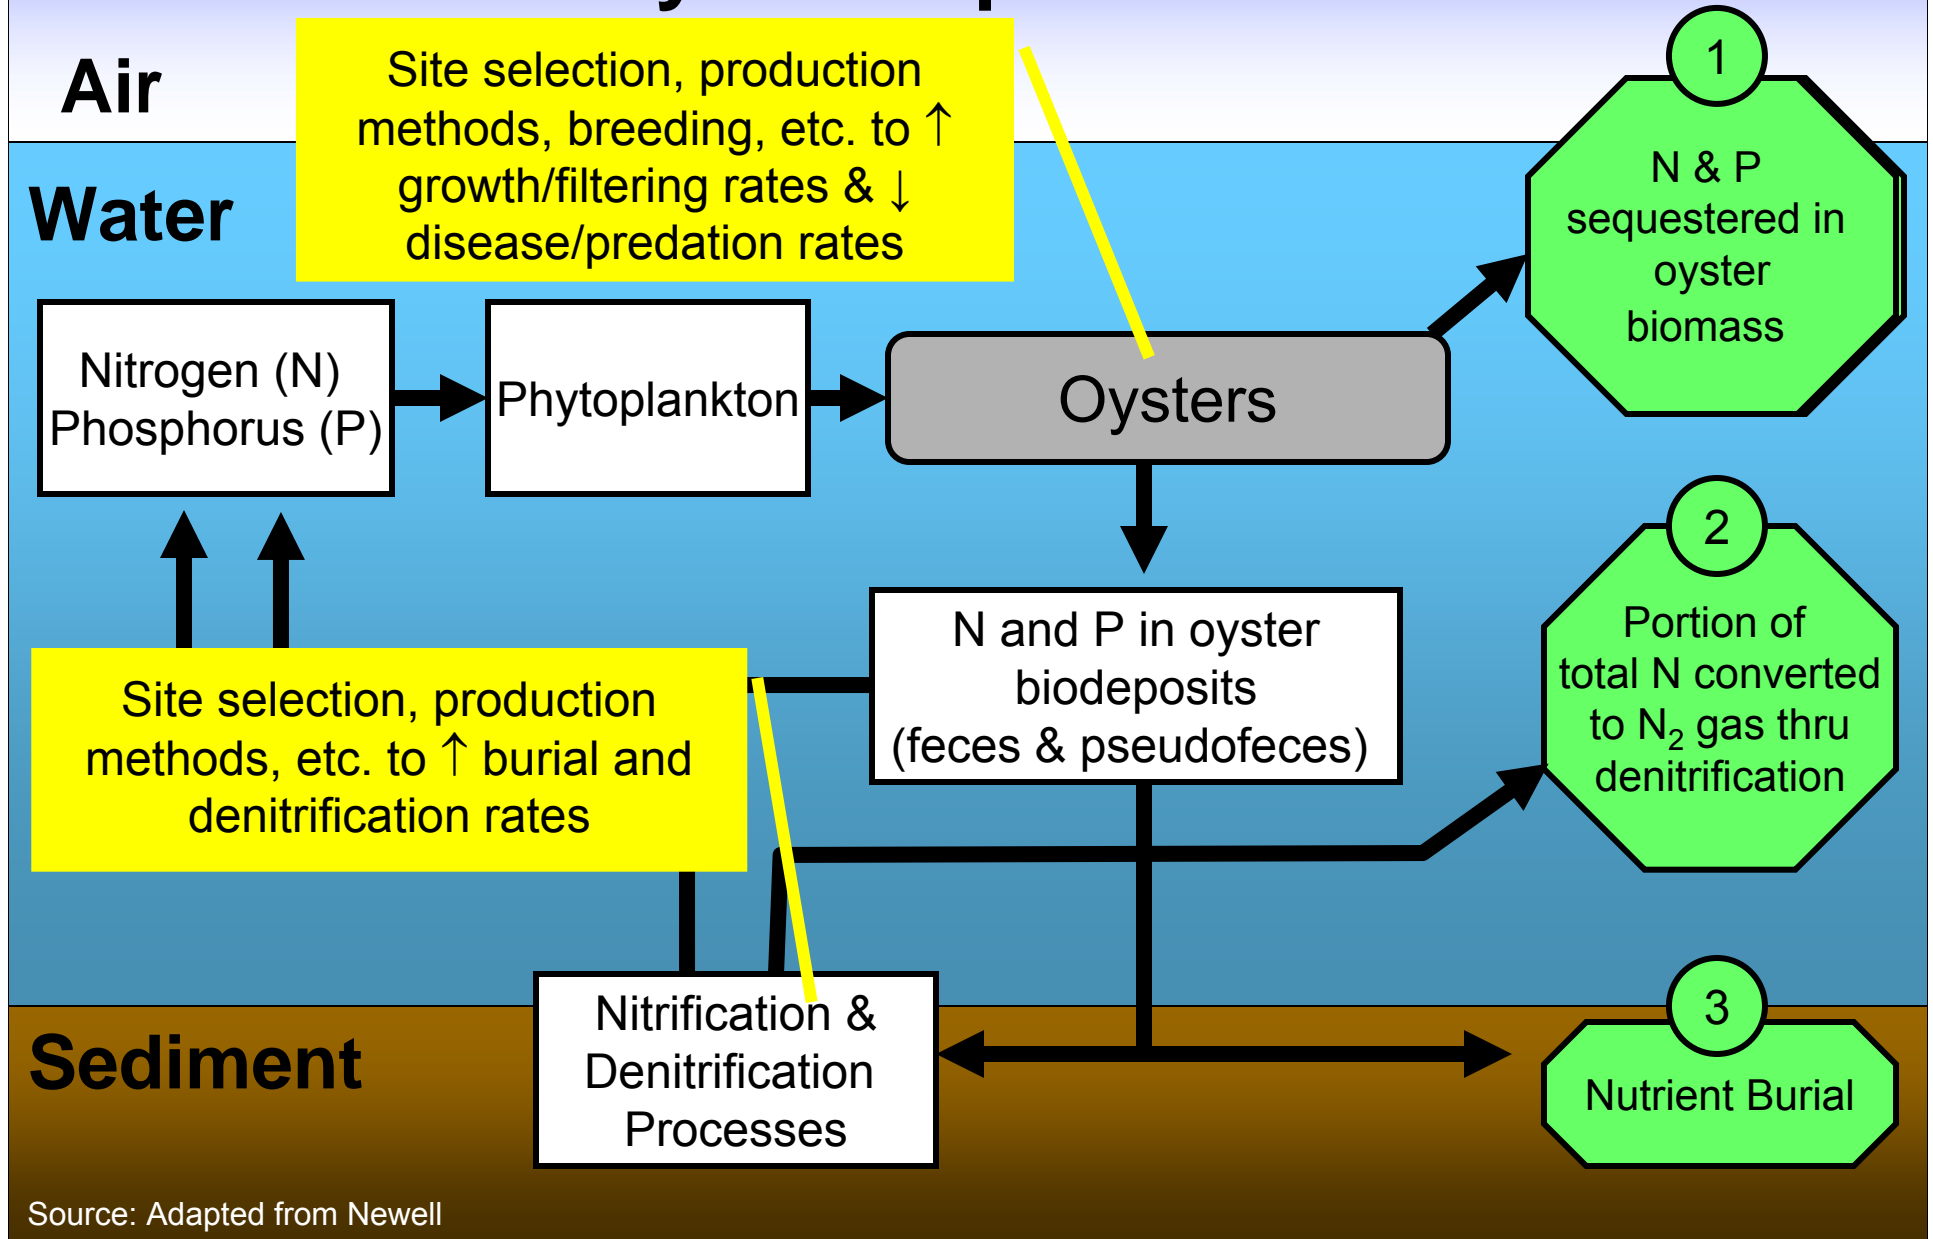 Air
Site selection, production
methods, breeding, etc. to ↑
growth/filtering rates & ↓
disease/predation rates
1
N & P
sequestered in
oyster
biomass
Water
Nitrogen (N)
Phosphorus (P)
Phytoplankton
Oysters
2
Portion of
total N converted
to N₂ gas thru
denitrification
N and P in oyster
biodeposits
(feces & pseudofeces)
Site selection, production
methods, etc. to ↑ burial and
denitrification rates
Sediment
Nitrification &
Denitrification
Processes
3
Nutrient Burial
Source: Adapted from Newell